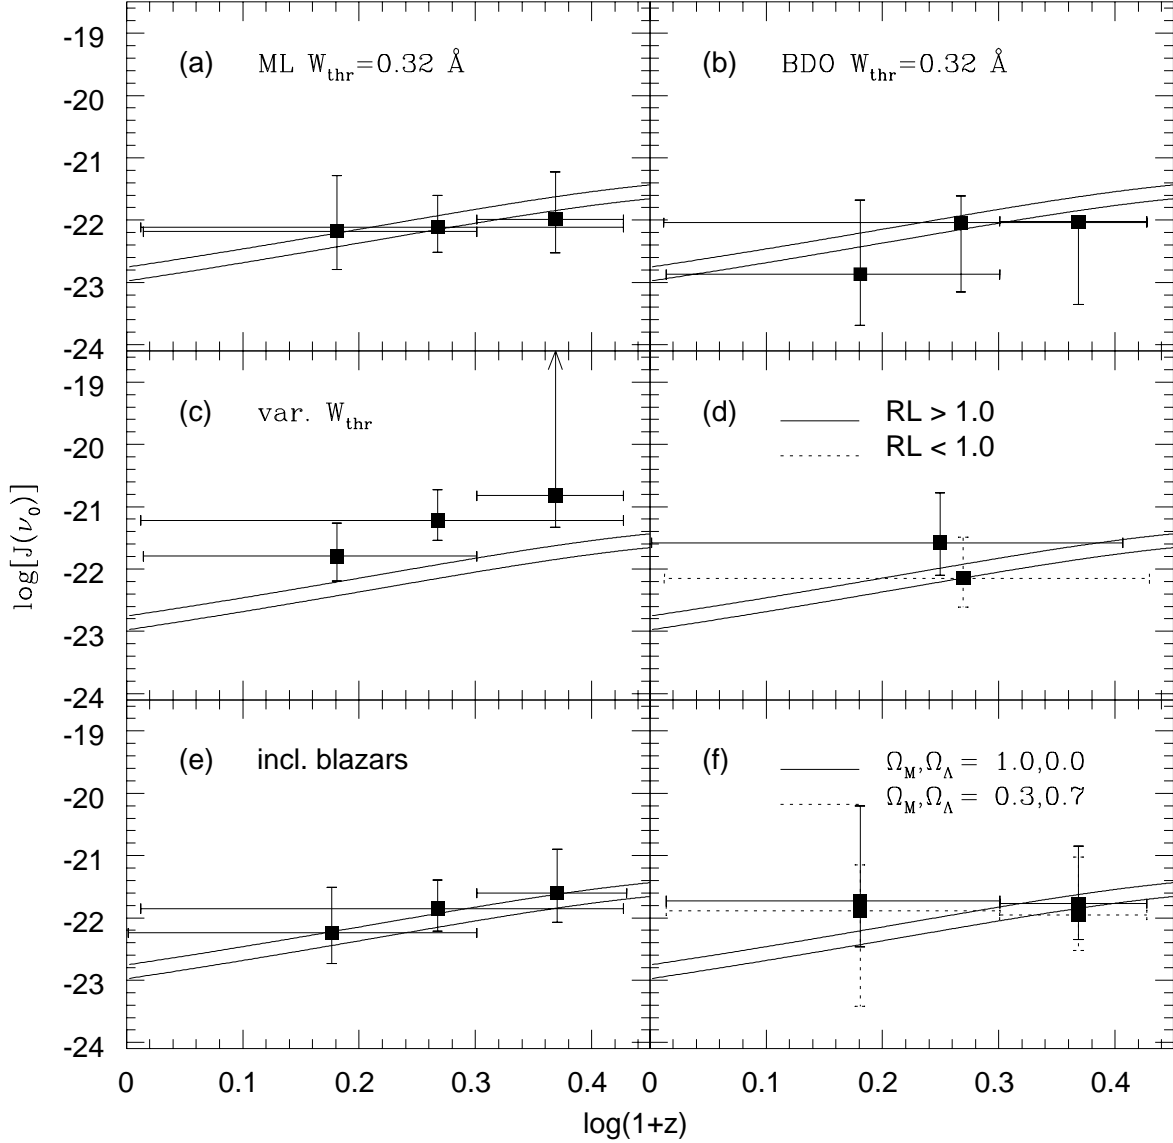 -19
-20
-21
-22
-23
-24
(a) ML W_thr=0.32 Å
(b) BDO W_thr=0.32 Å
-19
-20
-21
-22
-23
-24
(c) var. W_thr
(d) RL > 1.0
RL < 1.0
log[J(ν_0)]
-19
-20
-21
-22
-23
-24
(e) incl. blazars
(f) Ω_M,Ω_Λ = 1.0,0.0
Ω_M,Ω_Λ = 0.3,0.7
0 0.1 0.2 0.3 0.4 0 0.1 0.2 0.3 0.4
log(1+z)